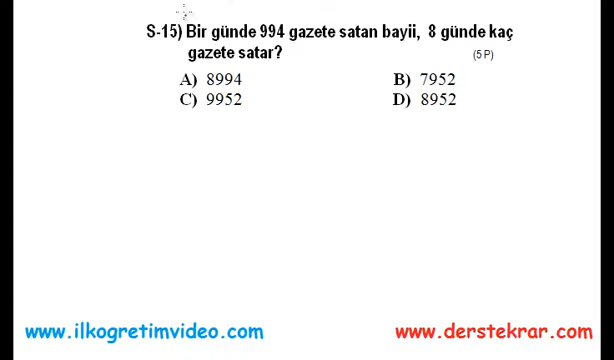 S-15) Bir günde 994 gazete satan bayii, 8 günde kaç
gazete satar? (5 P)
A) 8994 B) 7952
C) 9952 D) 8952
www.ilkogretimvideo.com www.derstekrar.com